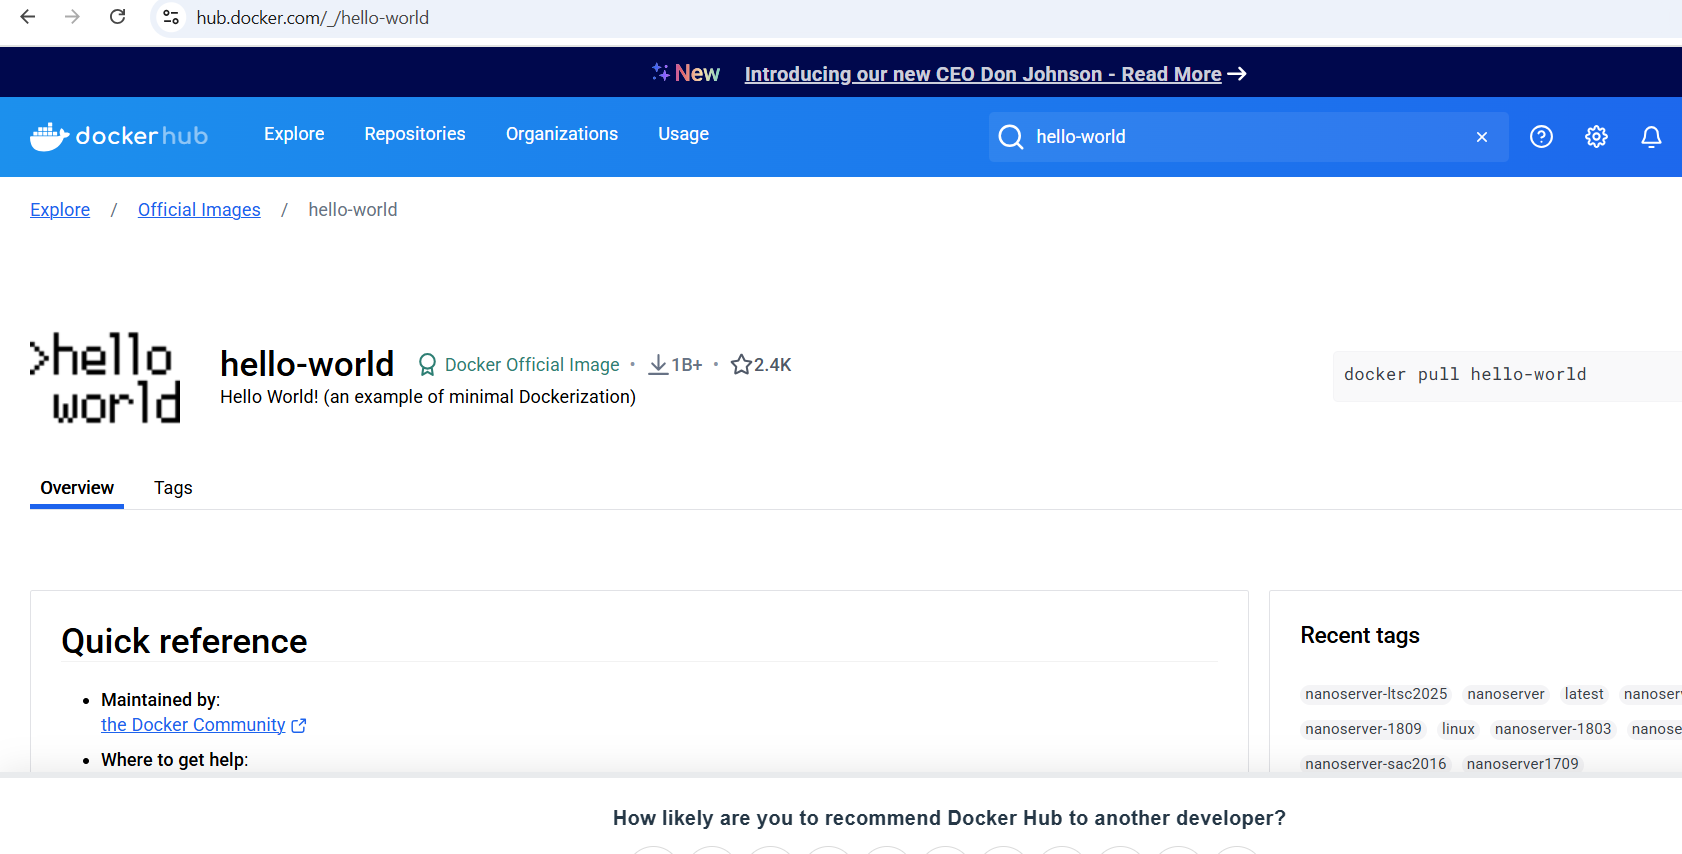 hub.docker.com/_/hello-world
New Introducing our new CEO Don Johnson - Read More →
dockerhub Explore Repositories Organizations Usage hello-world
Explore / Official Images / hello-world
>hello
world
hello-world Docker Official Image • 1B+ • 2.4K
Hello World! (an example of minimal Dockerization)
docker pull hello-world
Overview Tags
Quick reference
• Maintained by:
the Docker Community
• Where to get help:
Recent tags
nanoserver-ltsc2025 nanoserver latest
nanoserver-1809 linux nanoserver-1803
nanoserver-sac2016 nanoserver1709
How likely are you to recommend Docker Hub to another developer?